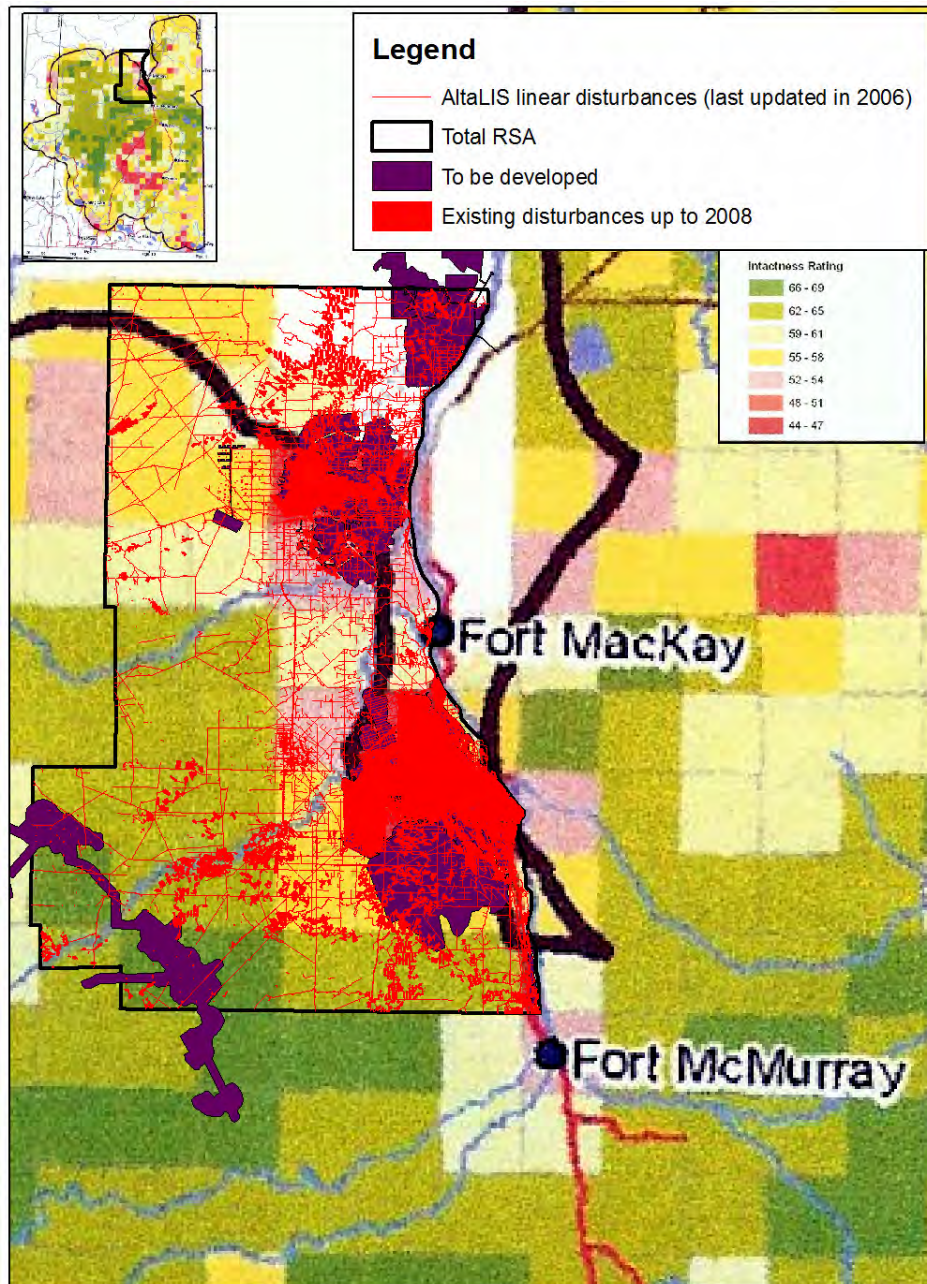 Legend
AltaLIS linear disturbances (last updated in 2006)
Total RSA
To be developed
Existing disturbances up to 2008
Intactness Rating
66 - 69
62 - 65
59 - 61
55 - 58
52 - 54
48 - 51
44 - 47
Fort MacKay
Fort McMurray